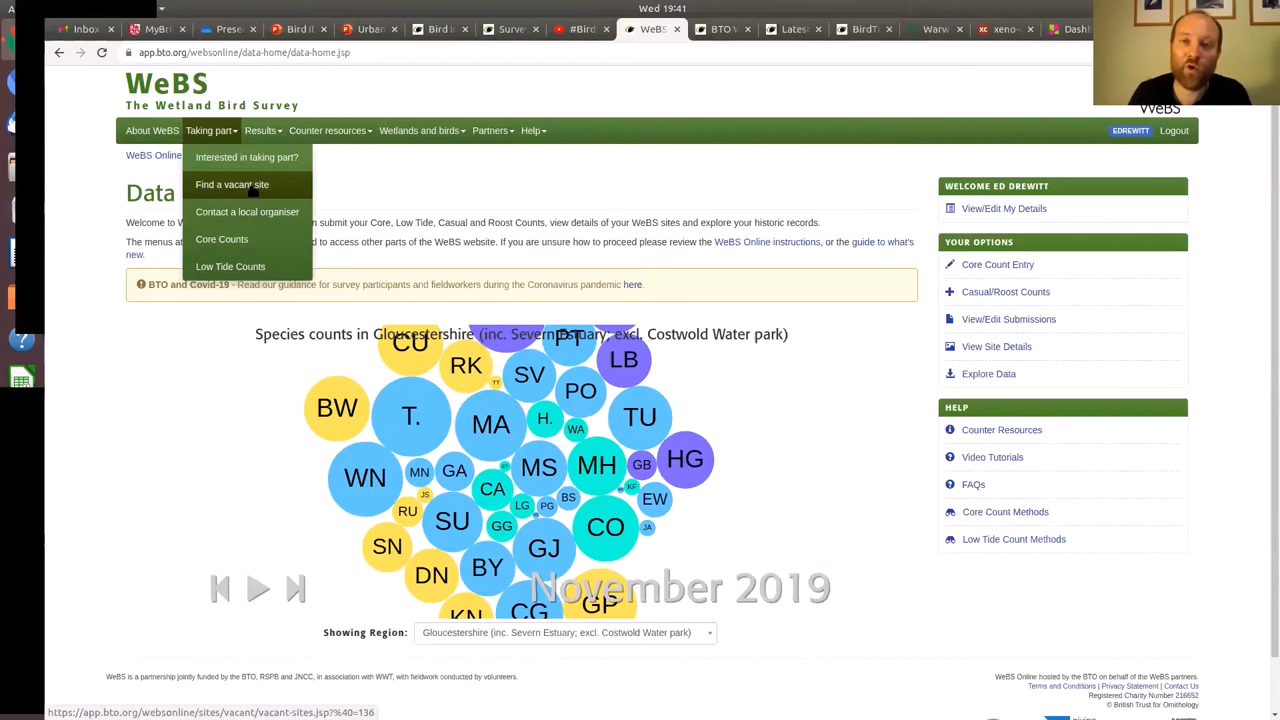 Wed 19:41
Inbox
MyBri
Prese
Bird Il
Urban
Bird ic
Surve
#Bird
WeBS
BTO W
Latest
BirdTr
Warw
xeno-
Dashb
app.bto.org/websonline/data-home/data-home.jsp
WeBS
The Wetland Bird Survey
WeBS
About WeBS Taking part Results Counter resources Wetlands and birds Partners Help EDREWITT Logout
WeBS Online
Interested in taking part?
Find a vacant site
Contact a local organiser
Core Counts
Low Tide Counts
Data
Welcome to W n submit your Core, Low Tide, Casual and Roost Counts, view details of your WeBS sites and explore your historic records.
The menus at d to access other parts of the WeBS website. If you are unsure how to proceed please review the WeBS Online instructions, or the guide to what's
new.
BTO and Covid-19 - Read our guidance for survey participants and fieldworkers during the Coronavirus pandemic here.
Species counts in Gloucestershire (inc. Severn Estuary; excl. Costwold Water park)
CU
PT
RK
SV
LB
TT
PO
BW
T.
MA
H.
WA
TU
WN
MN
GA
MS
MH
GB
HG
JS
CA
KF
RU
LG
PG
BS
EW
SU
GG
CO
JA
SN
GJ
DN
BY
KN
CG
GP
November 2019
Showing Region: Gloucestershire (inc. Severn Estuary; excl. Costwold Water park)
WELCOME ED DREWITT
View/Edit My Details
YOUR OPTIONS
Core Count Entry
Casual/Roost Counts
View/Edit Submissions
View Site Details
Explore Data
HELP
Counter Resources
Video Tutorials
FAQs
Core Count Methods
Low Tide Count Methods
WeBS is a partnership jointly funded by the BTO, RSPB and JNCC, in association with WWT, with fieldwork conducted by volunteers.
WeBS Online hosted by the BTO on behalf of the WeBS partners.
Terms and Conditions | Privacy Statement | Contact Us
Registered Charity Number 216652
© British Trust for Ornithology
https://app.bto.org/websonline/sites/vacant/vacant-sites.jsp?%40=136